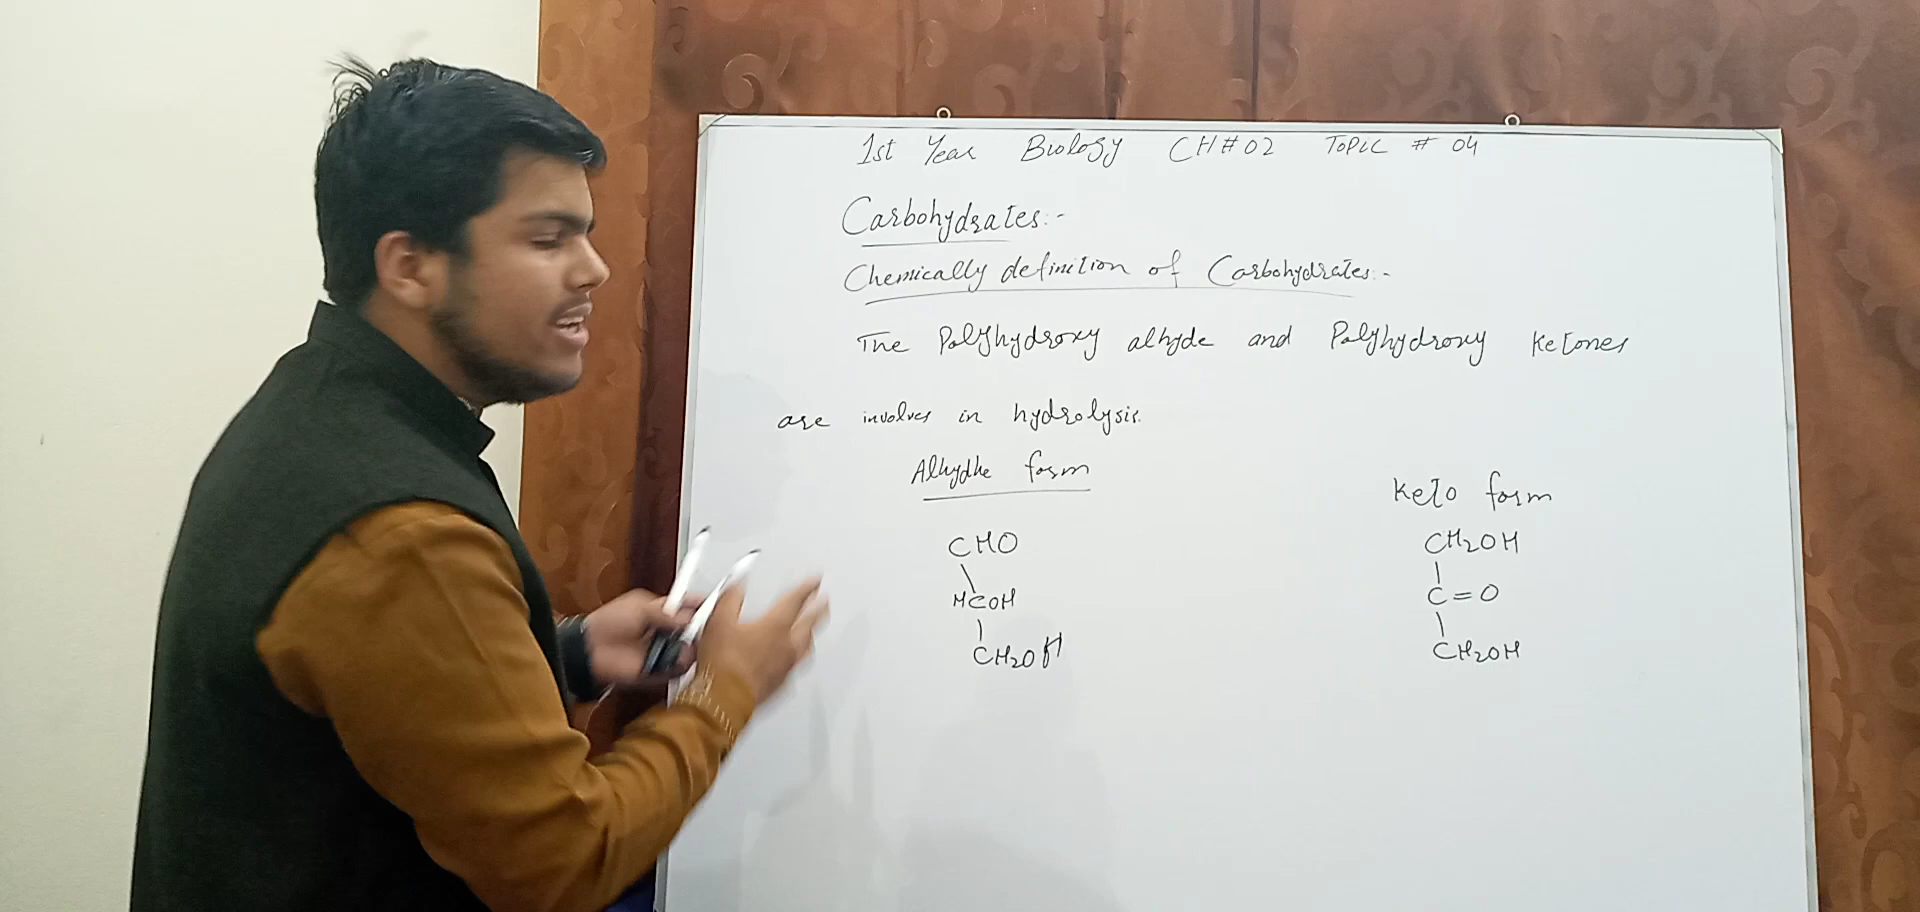 1st Year Biology CH#02 Topic # 04
Carbohydrates:-
Chemically definition of Carbohydrates:-
The Polyhydroxy alhyde and Polyhydroxy Ketones
are involves in hydrolysis.
Alhydhe form
Keto form
CHO
HCOH
CH2OH
CH2OH
C=O
CH2OH